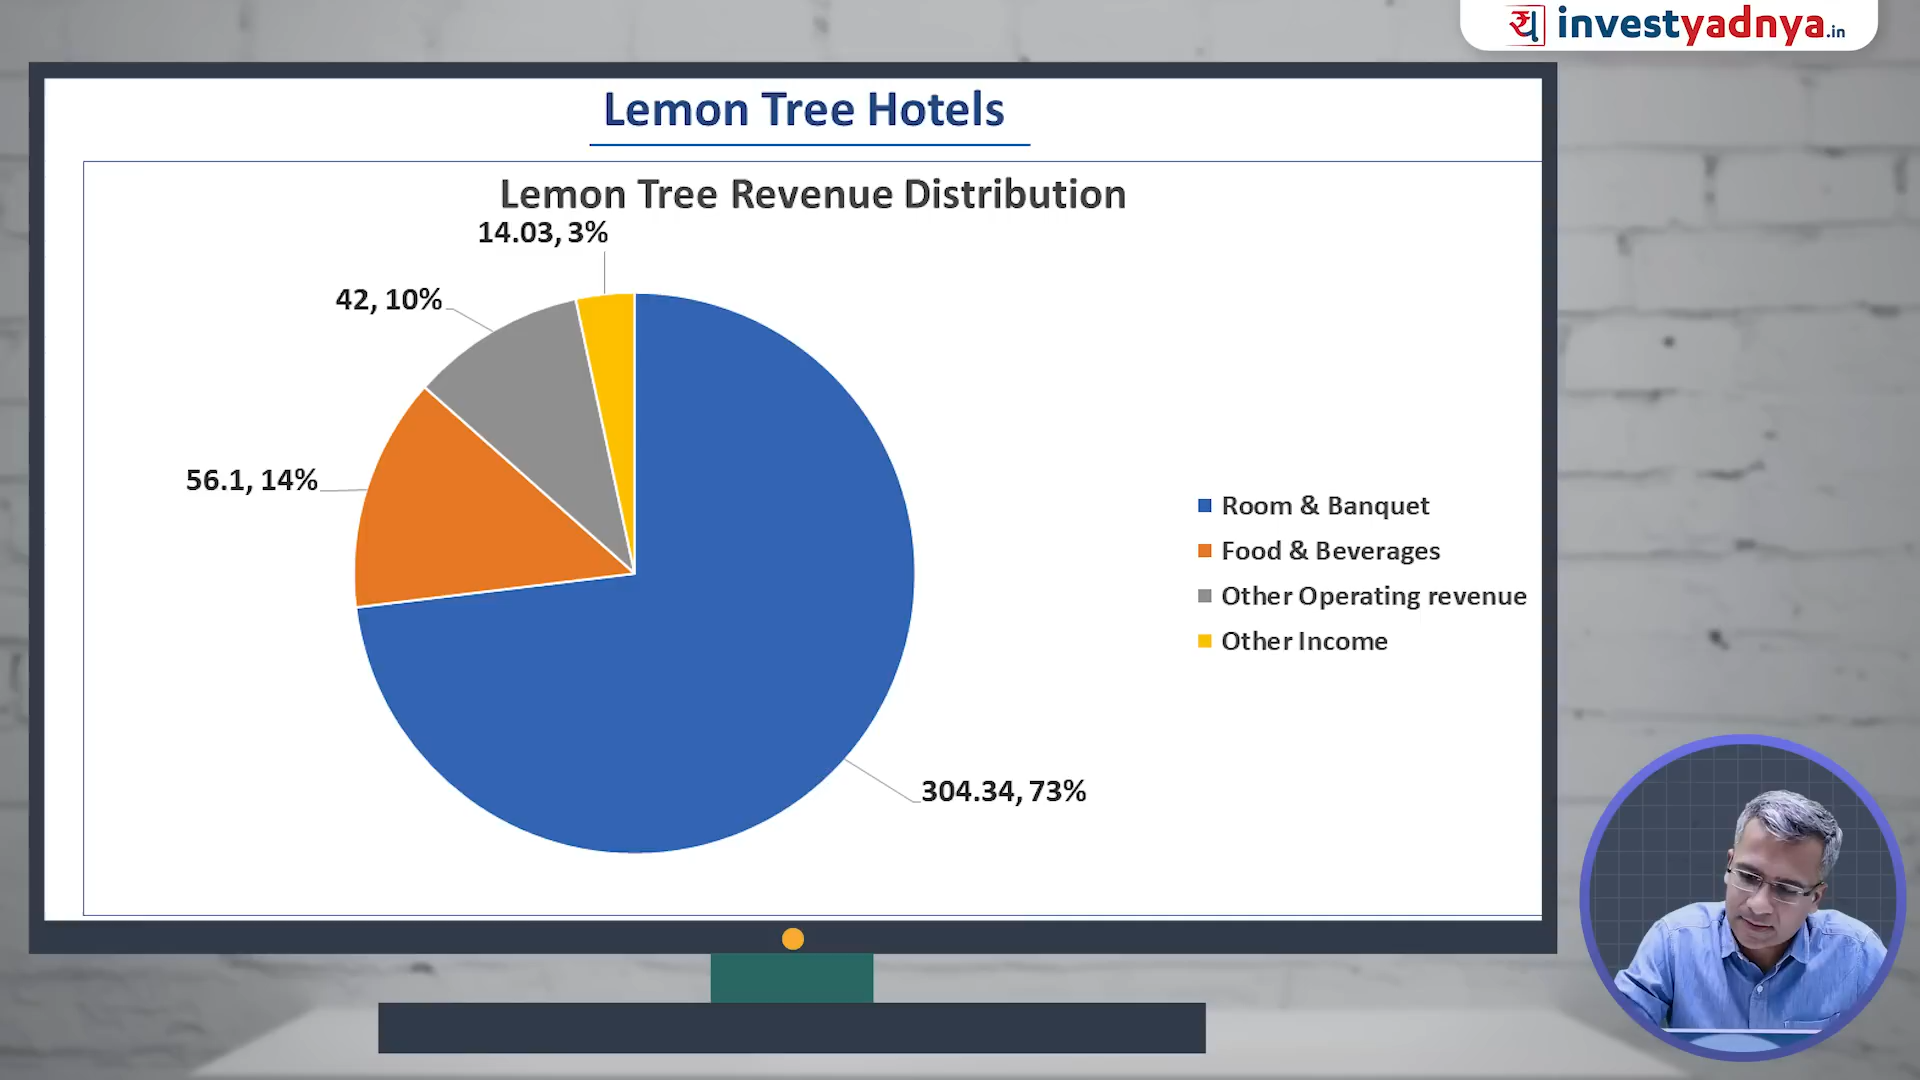 य investyadnya.in
Lemon Tree Hotels
Lemon Tree Revenue Distribution
14.03, 3%
42, 10%
56.1, 14%
304.34, 73%
Room & Banquet
Food & Beverages
Other Operating revenue
Other Income